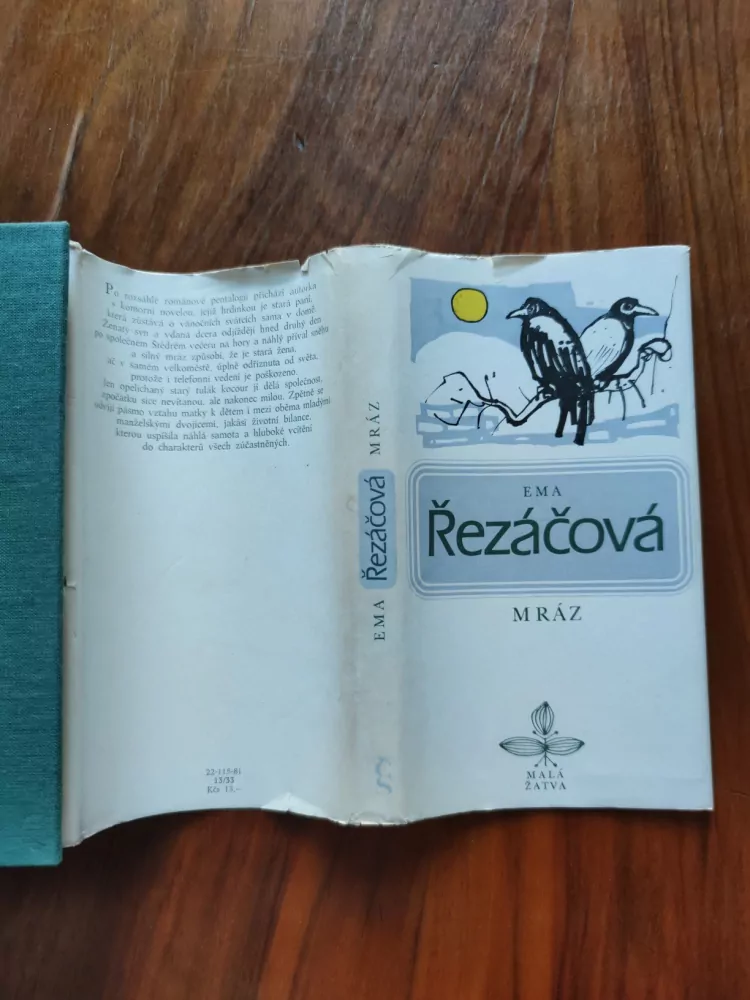 Po rozsáhlé románové pentalogii přichází autorka
s komorní novelou, jejíž hrdinkou je stará paní,
která zůstává o vánočních svátcích sama v domě.
Ženatý syn a vdaná dcera odjíždějí hned druhý den
po společném Štědrém večeru na hory a náhlý příval sněhu
a silný mráz způsobí, že je stará žena,
ač v samém velkoměstě, úplně odříznuta od světa,
protože i telefonní vedení je poškozeno.
Jen opelichaný starý tulák kocour jí dělá společnost,
zpočátku sice nevítanou, ale nakonec milou. Zpětně se
odvíjí pásmo vztahu matky k dětem i mezi oběma mladými
manželskými dvojicemi, jakási životní bilance,
kterou uspíšila náhlá samota a hluboké vcítění
do charakterů všech zúčastněných.
22-115-81
13/33
Kčs 15,–
EMA Řezáčová MRÁZ
EMA
Řezáčová
MRÁZ
MALÁ
ŽATVA